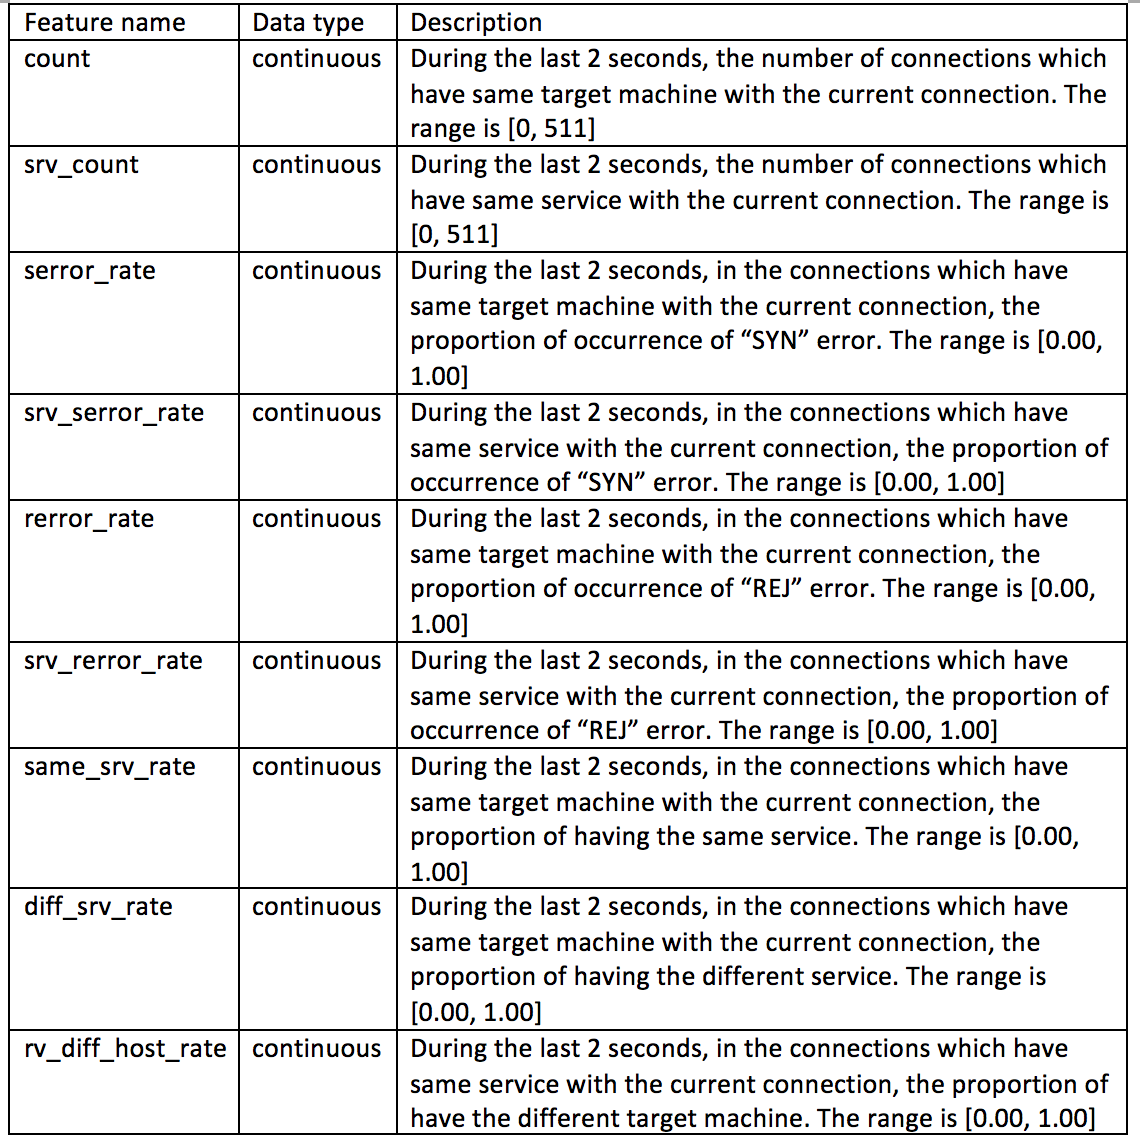 Feature name Data type Description
count continuous During the last 2 seconds, the number of connections which
have same target machine with the current connection. The
range is [0, 511]
srv_count continuous During the last 2 seconds, the number of connections which
have same service with the current connection. The range is
[0, 511]
serror_rate continuous During the last 2 seconds, in the connections which have
same target machine with the current connection, the
proportion of occurrence of “SYN” error. The range is [0.00,
1.00]
srv_serror_rate continuous During the last 2 seconds, in the connections which have
same service with the current connection, the proportion of
occurrence of “SYN” error. The range is [0.00, 1.00]
rerror_rate continuous During the last 2 seconds, in the connections which have
same target machine with the current connection, the
proportion of occurrence of “REJ” error. The range is [0.00,
1.00]
srv_rerror_rate continuous During the last 2 seconds, in the connections which have
same service with the current connection, the proportion of
occurrence of “REJ” error. The range is [0.00, 1.00]
same_srv_rate continuous During the last 2 seconds, in the connections which have
same target machine with the current connection, the
proportion of having the same service. The range is [0.00,
1.00]
diff_srv_rate continuous During the last 2 seconds, in the connections which have
same target machine with the current connection, the
proportion of having the different service. The range is
[0.00, 1.00]
rv_diff_host_rate continuous During the last 2 seconds, in the connections which have
same service with the current connection, the proportion of
have the different target machine. The range is [0.00, 1.00]